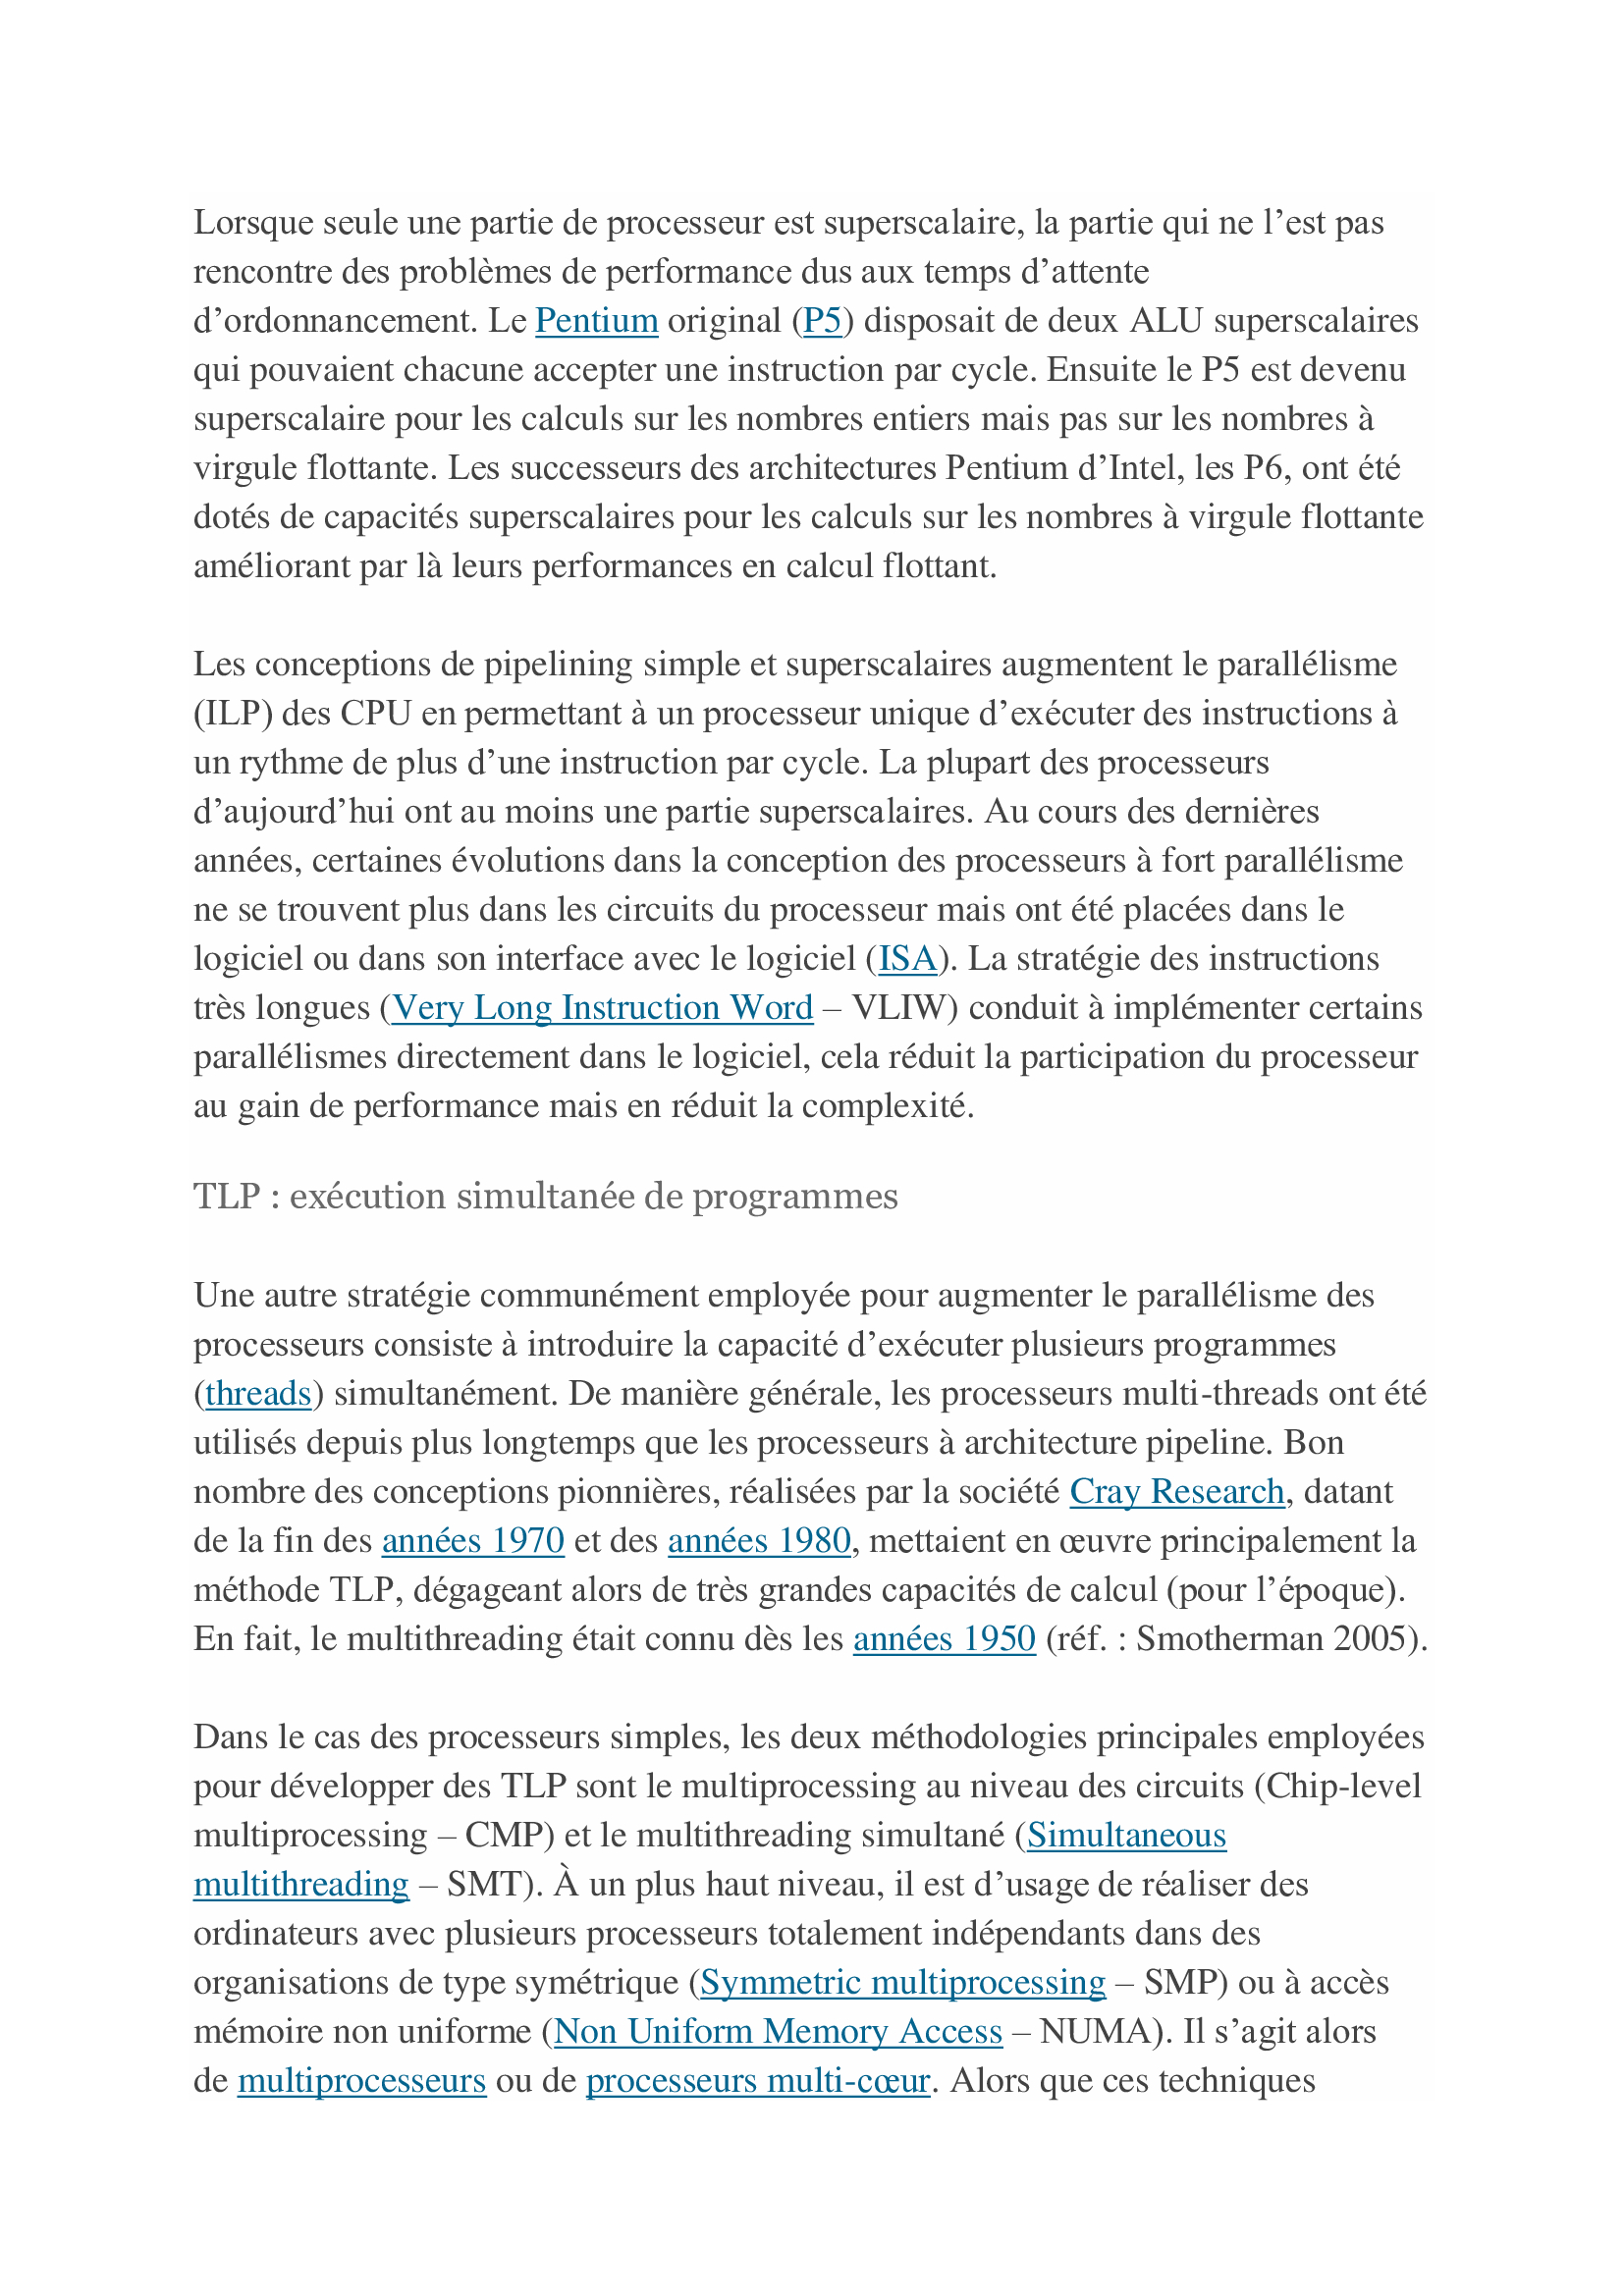 Lorsque seule une partie de processeur est superscalaire, la partie qui ne l’est pas
rencontre des problèmes de performance dus aux temps d’attente
d’ordonnancement. Le Pentium original (P5) disposait de deux ALU superscalaires
qui pouvaient chacune accepter une instruction par cycle. Ensuite le P5 est devenu
superscalaire pour les calculs sur les nombres entiers mais pas sur les nombres à
virgule flottante. Les successeurs des architectures Pentium d’Intel, les P6, ont été
dotés de capacités superscalaires pour les calculs sur les nombres à virgule flottante
améliorant par là leurs performances en calcul flottant.
Les conceptions de pipelining simple et superscalaires augmentent le parallélisme
(ILP) des CPU en permettant à un processeur unique d’exécuter des instructions à
un rythme de plus d’une instruction par cycle. La plupart des processeurs
d’aujourd’hui ont au moins une partie superscalaires. Au cours des dernières
années, certaines évolutions dans la conception des processeurs à fort parallélisme
ne se trouvent plus dans les circuits du processeur mais ont été placées dans le
logiciel ou dans son interface avec le logiciel (ISA). La stratégie des instructions
très longues (Very Long Instruction Word – VLIW) conduit à implémenter certains
parallélismes directement dans le logiciel, cela réduit la participation du processeur
au gain de performance mais en réduit la complexité.
TLP : exécution simultanée de programmes
Une autre stratégie communément employée pour augmenter le parallélisme des
processeurs consiste à introduire la capacité d’exécuter plusieurs programmes
(threads) simultanément. De manière générale, les processeurs multi-threads ont été
utilisés depuis plus longtemps que les processeurs à architecture pipeline. Bon
nombre des conceptions pionnières, réalisées par la société Cray Research, datant
de la fin des années 1970 et des années 1980, mettaient en œuvre principalement la
méthode TLP, dégageant alors de très grandes capacités de calcul (pour l’époque).
En fait, le multithreading était connu dès les années 1950 (réf. : Smotherman 2005).
Dans le cas des processeurs simples, les deux méthodologies principales employées
pour développer des TLP sont le multiprocessing au niveau des circuits (Chip-level
multiprocessing – CMP) et le multithreading simultané (Simultaneous
multithreading – SMT). À un plus haut niveau, il est d’usage de réaliser des
ordinateurs avec plusieurs processeurs totalement indépendants dans des
organisations de type symétrique (Symmetric multiprocessing – SMP) ou à accès
mémoire non uniforme (Non Uniform Memory Access – NUMA). Il s’agit alors
de multiprocesseurs ou de processeurs multi-cœur. Alors que ces techniques